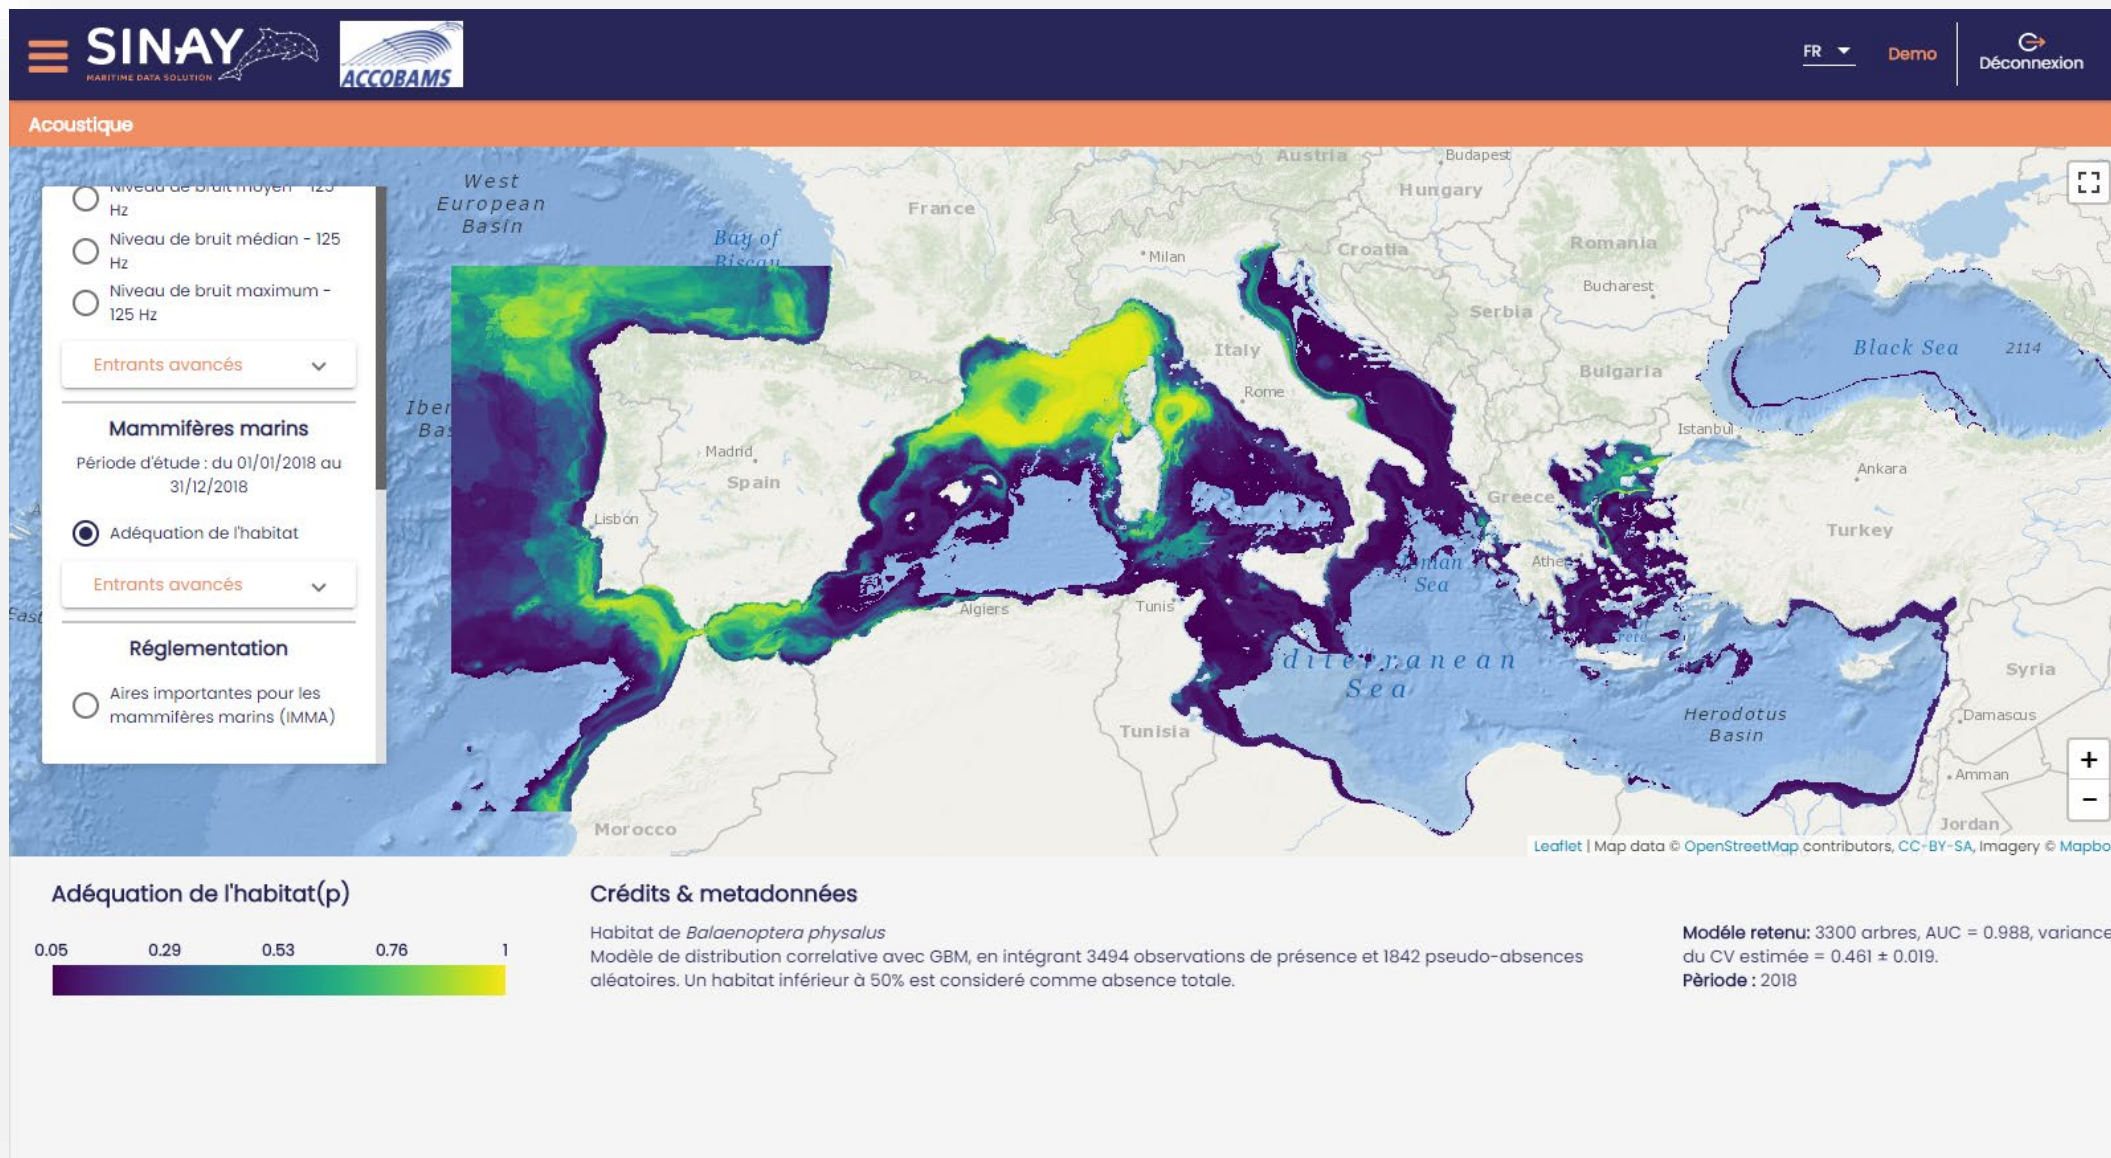 SINAY
MARITIME DATA SOLUTION
ACCOBAMS
FR
Demo
Déconnexion
Acoustique
Niveau de bruit moyen - 125
Hz
Niveau de bruit médian - 125
Hz
Niveau de bruit maximum -
125 Hz
Entrants avancés
Mammifères marins
Période d'étude : du 01/01/2018 au
31/12/2018
Adéquation de l'habitat
Entrants avancés
Réglementation
Aires importantes pour les
mammifères marins (IMMA)
West
European
Basin
Bay of
Biscay
France
Austria
Budapest
Hungary
Milan
Croatia
Romania
Bucharest
Serbia
Italy
Rome
Bulgaria
Black Sea
2114
Istanbul
Ankara
Madrid
Spain
Lisbon
Greece
Turkey
Sea
Algiers
Tunis
Tunisia
Sea
Herodotus
Basin
Syria
Damascus
Amman
Jordan
Morocco
+
−
Leaflet | Map data © OpenStreetMap contributors, CC-BY-SA, Imagery © Mapbo
Adéquation de l'habitat(p)
0.05 0.29 0.53 0.76 1
Crédits & metadonnées
Habitat de Balaenoptera physalus
Modèle de distribution correlative avec GBM, en intégrant 3494 observations de présence et 1842 pseudo-absences
aléatoires. Un habitat inférieur à 50% est consideré comme absence totale.
Modéle retenu: 3300 arbres, AUC = 0.988, variance
du CV estimée = 0.461 ± 0.019.
Pèriode : 2018